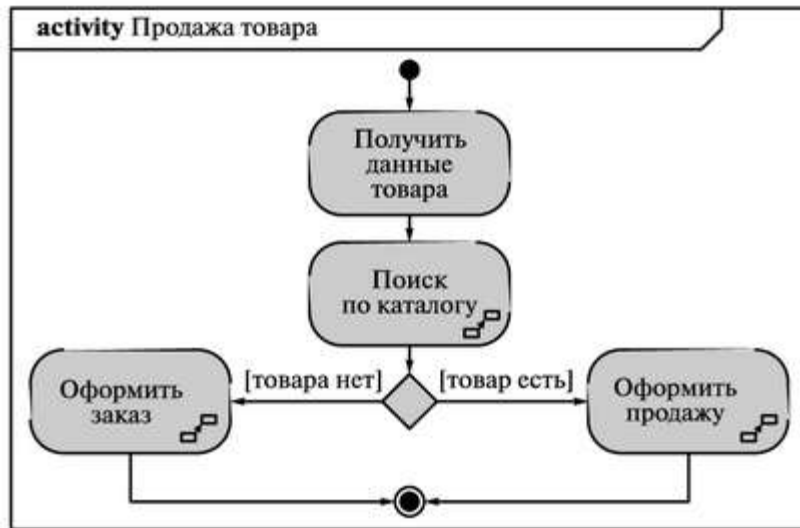 activity Продажа товара
Получить
данные
товара
Поиск
по каталогу
[товара нет]
[товар есть]
Оформить
заказ
Оформить
продажу